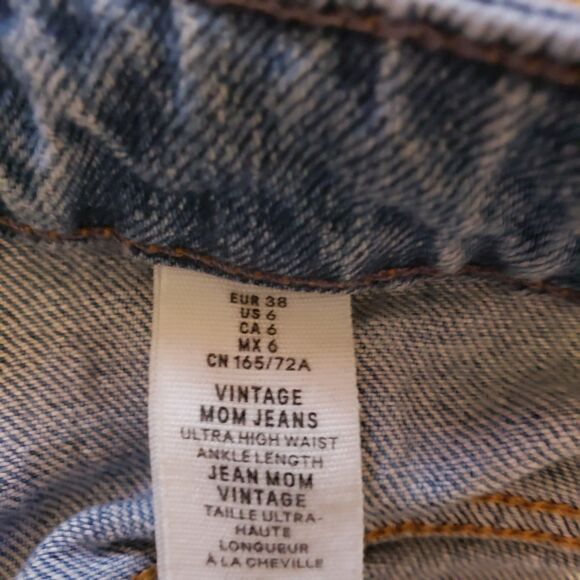 EUR 38
US 6
CA 6
MX 6
CN 165/72A
VINTAGE
MOM JEANS
ULTRA HIGH WAIST
ANKLE LENGTH
JEAN MOM
VINTAGE
TAILLE ULTRA-
HAUTE
LONGUEUR
À LA CHEVILLE